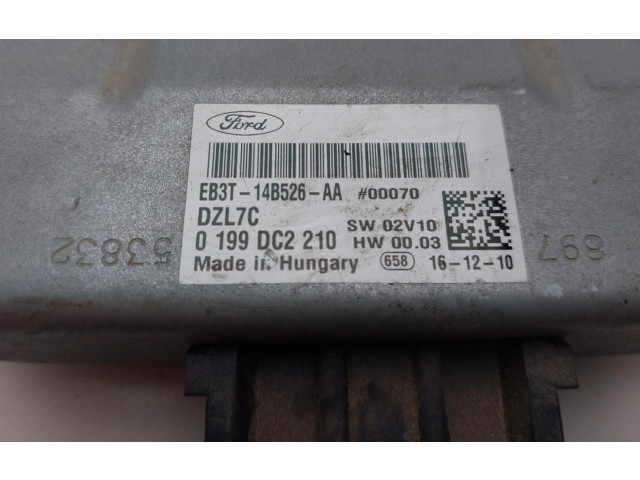 Ford
EB3T-14B526-AA #00070
DZL7C
SW 02V10
0 199 DC2 210
HW 00.03
Made in Hungary 658 16-12-10
53832
897